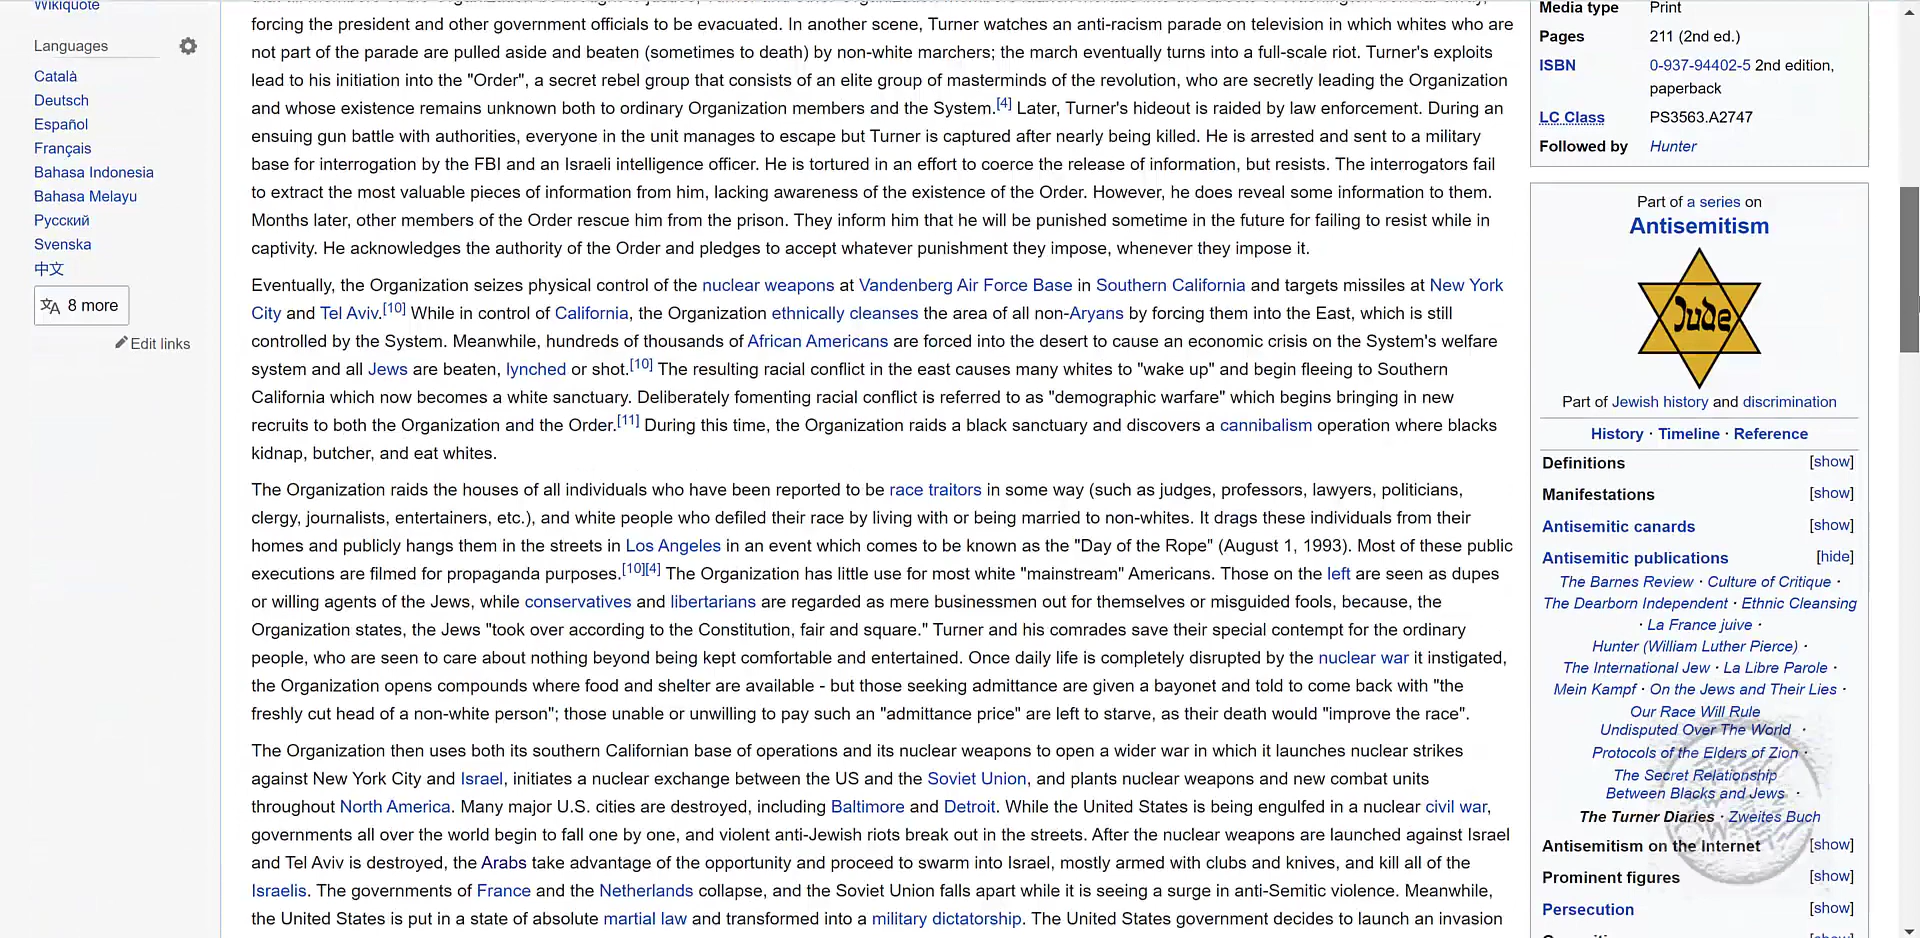 Wikiquote
Languages
Català
Deutsch
Español
Français
Bahasa Indonesia
Bahasa Melayu
Русский
Svenska
中文
8 more
Edit links
forcing the president and other government officials to be evacuated. In another scene, Turner watches an anti-racism parade on television in which whites who are
not part of the parade are pulled aside and beaten (sometimes to death) by non-white marchers; the march eventually turns into a full-scale riot. Turner's exploits
lead to his initiation into the "Order", a secret rebel group that consists of an elite group of masterminds of the revolution, who are secretly leading the Organization
and whose existence remains unknown both to ordinary Organization members and the System.[4] Later, Turner's hideout is raided by law enforcement. During an
ensuing gun battle with authorities, everyone in the unit manages to escape but Turner is captured after nearly being killed. He is arrested and sent to a military
base for interrogation by the FBI and an Israeli intelligence officer. He is tortured in an effort to coerce the release of information, but resists. The interrogators fail
to extract the most valuable pieces of information from him, lacking awareness of the existence of the Order. However, he does reveal some information to them.
Months later, other members of the Order rescue him from the prison. They inform him that he will be punished sometime in the future for failing to resist while in
captivity. He acknowledges the authority of the Order and pledges to accept whatever punishment they impose, whenever they impose it.
Eventually, the Organization seizes physical control of the nuclear weapons at Vandenberg Air Force Base in Southern California and targets missiles at New York
City and Tel Aviv.[10] While in control of California, the Organization ethnically cleanses the area of all non-Aryans by forcing them into the East, which is still
controlled by the System. Meanwhile, hundreds of thousands of African Americans are forced into the desert to cause an economic crisis on the System's welfare
system and all Jews are beaten, lynched or shot.[10] The resulting racial conflict in the east causes many whites to "wake up" and begin fleeing to Southern
California which now becomes a white sanctuary. Deliberately fomenting racial conflict is referred to as "demographic warfare" which begins bringing in new
recruits to both the Organization and the Order.[11] During this time, the Organization raids a black sanctuary and discovers a cannibalism operation where blacks
kidnap, butcher, and eat whites.
The Organization raids the houses of all individuals who have been reported to be race traitors in some way (such as judges, professors, lawyers, politicians,
clergy, journalists, entertainers, etc.), and white people who defiled their race by living with or being married to non-whites. It drags these individuals from their
homes and publicly hangs them in the streets in Los Angeles in an event which comes to be known as the "Day of the Rope" (August 1, 1993). Most of these public
executions are filmed for propaganda purposes.[10][4] The Organization has little use for most white "mainstream" Americans. Those on the left are seen as dupes
or willing agents of the Jews, while conservatives and libertarians are regarded as mere businessmen out for themselves or misguided fools, because, the
Organization states, the Jews "took over according to the Constitution, fair and square." Turner and his comrades save their special contempt for the ordinary
people, who are seen to care about nothing beyond being kept comfortable and entertained. Once daily life is completely disrupted by the nuclear war it instigated,
the Organization opens compounds where food and shelter are available - but those seeking admittance are given a bayonet and told to come back with "the
freshly cut head of a non-white person"; those unable or unwilling to pay such an "admittance price" are left to starve, as their death would "improve the race".
The Organization then uses both its southern Californian base of operations and its nuclear weapons to open a wider war in which it launches nuclear strikes
against New York City and Israel, initiates a nuclear exchange between the US and the Soviet Union, and plants nuclear weapons and new combat units
throughout North America. Many major U.S. cities are destroyed, including Baltimore and Detroit. While the United States is being engulfed in a nuclear civil war,
governments all over the world begin to fall one by one, and violent anti-Jewish riots break out in the streets. After the nuclear weapons are launched against Israel
and Tel Aviv is destroyed, the Arabs take advantage of the opportunity and proceed to swarm into Israel, mostly armed with clubs and knives, and kill all of the
Israelis. The governments of France and the Netherlands collapse, and the Soviet Union falls apart while it is seeing a surge in anti-Semitic violence. Meanwhile,
the United States is put in a state of absolute martial law and transformed into a military dictatorship. The United States government decides to launch an invasion
Media type Print
Pages 211 (2nd ed.)
ISBN 0-937-94402-5 2nd edition,
paperback
LC Class PS3563.A2747
Followed by Hunter
Part of a series on
Antisemitism
Jude
Part of Jewish history and discrimination
History · Timeline · Reference
Definitions [show]
Manifestations [show]
Antisemitic canards [show]
Antisemitic publications [hide]
The Barnes Review · Culture of Critique ·
The Dearborn Independent · Ethnic Cleansing
· La France juive ·
Hunter (William Luther Pierce) ·
The International Jew · La Libre Parole ·
Mein Kampf · On the Jews and Their Lies ·
Our Race Will Rule
Undisputed Over The World ·
Protocols of the Elders of Zion ·
The Secret Relationship
Between Blacks and Jews ·
The Turner Diaries · Zweites Buch
Antisemitism on the Internet [show]
Prominent figures [show]
Persecution [show]